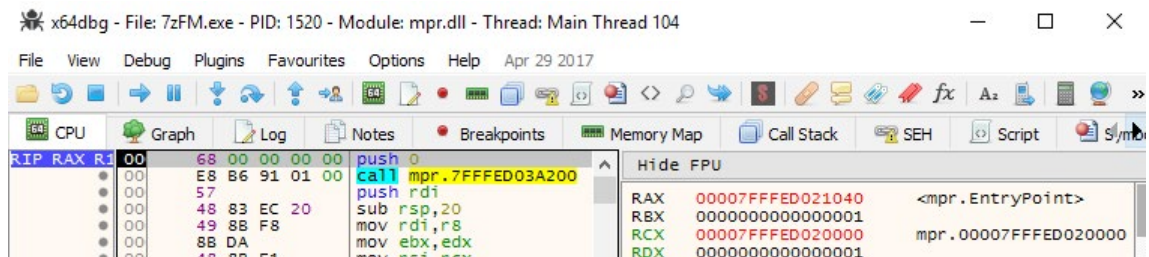 x64dbg - File: 7zFM.exe - PID: 1520 - Module: mpr.dll - Thread: Main Thread 104
File View Debug Plugins Favourites Options Help Apr 29 2017
CPU Graph Log Notes Breakpoints Memory Map Call Stack SEH Script
RIP RAX R1 00 68 00 00 00 00 push 0
00 E8 B6 91 01 00 call mpr.7FFFED03A200
00 57 push rdi
00 48 83 EC 20 sub rsp,20
00 49 8B F8 mov rdi,r8
00 8B DA mov ebx,edx
Hide FPU
RAX 00007FFFED021040 <mpr.EntryPoint>
RBX 0000000000000001
RCX 00007FFFED020000 mpr.00007FFFED020000
RDX 0000000000000001